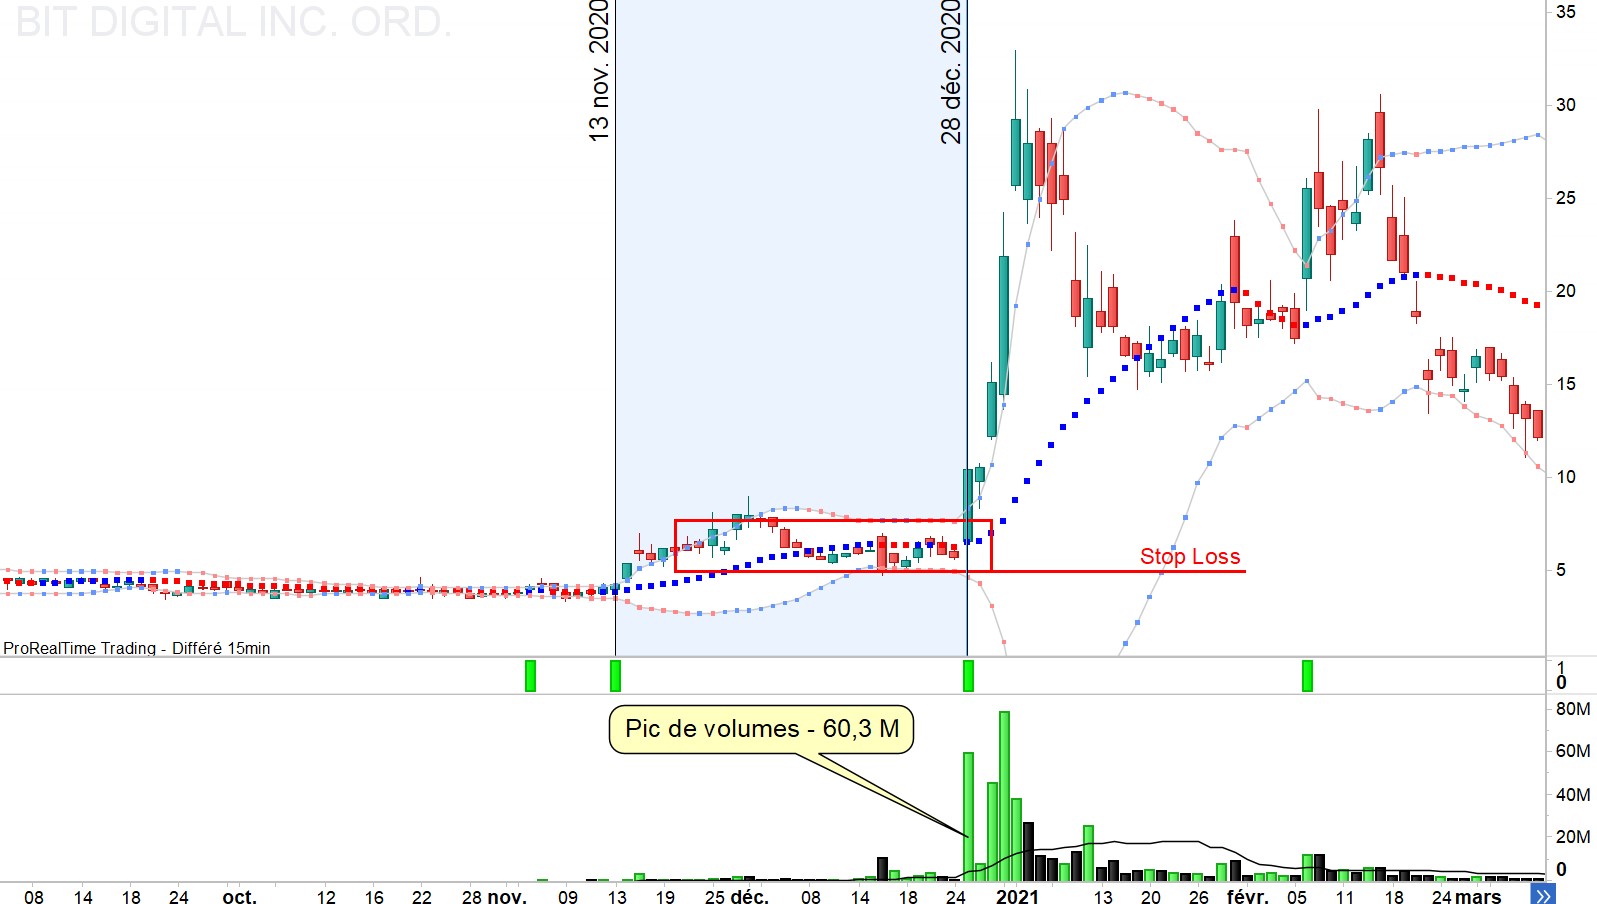 BIT DIGITAL INC. ORD.
13 nov. 2020
28 déc. 2020
35
30
25
20
15
10
5
Stop Loss
ProRealTime Trading - Différé 15min
1
0
Pic de volumes - 60,3 M
80M
60M
40M
20M
0
08 14 18 24 oct. 12 16 22 28 nov. 09 13 19 25 déc. 08 14 18 24 2021 13 20 26 févr. 05 11 18 24 mars